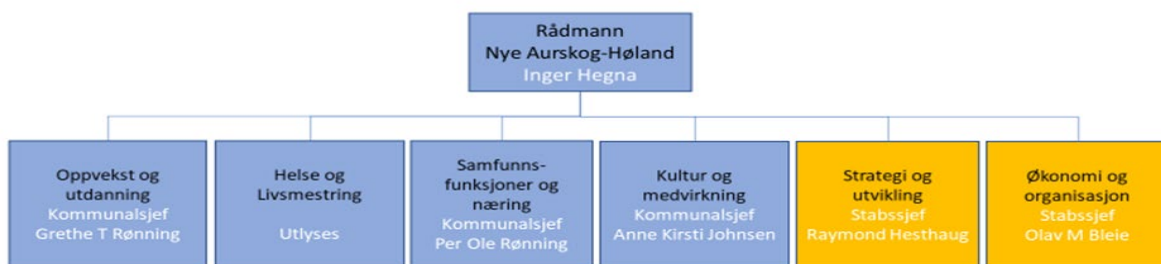 Rådmann
Nye Aurskog-Høland
Inger Hegna
Oppvekst og
utdanning
Kommunalsjef
Grethe T Rønning
Helse og
Livsmestring
Utlyses
Samfunns-
funksjoner og
næring
Kommunalsjef
Per Ole Rønning
Kultur og
medvirkning
Kommunalsjef
Anne Kirsti Johnsen
Strategi og
utvikling
Stabssjef
Raymond Hesthaug
Økonomi og
organisasjon
Stabssjef
Olav M Bleie